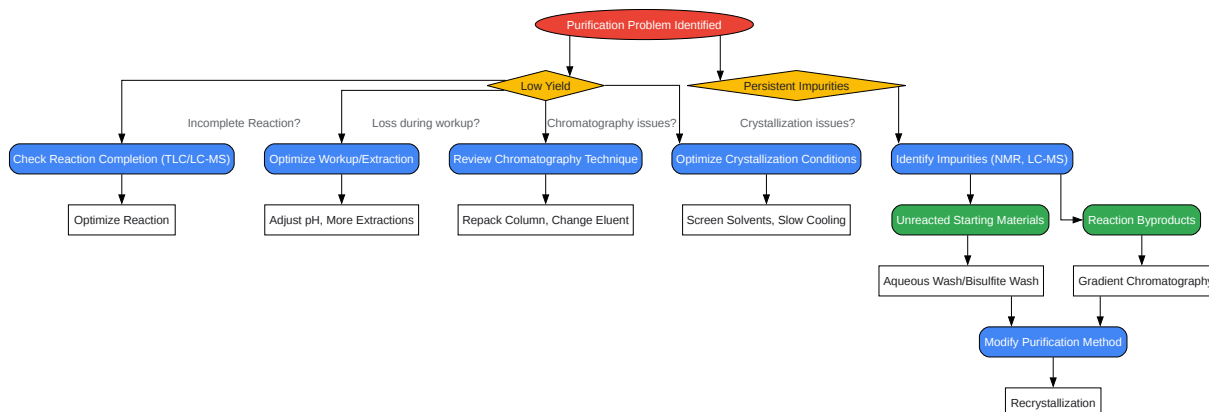 Purification Problem Identified
Low Yield
Persistent Impurities
Incomplete Reaction?
Loss during workup?
Chromatography issues?
Crystallization issues?
Check Reaction Completion (TLC/LC-MS)
Optimize Workup/Extraction
Review Chromatography Technique
Optimize Crystallization Conditions
Identify Impurities (NMR, LC-MS)
Optimize Reaction
Adjust pH, More Extractions
Repack Column, Change Eluent
Screen Solvents, Slow Cooling
Unreacted Starting Materials
Reaction Byproducts
Aqueous Wash/Bisulfite Wash
Gradient Chromatography
Modify Purification Method
Recrystallization